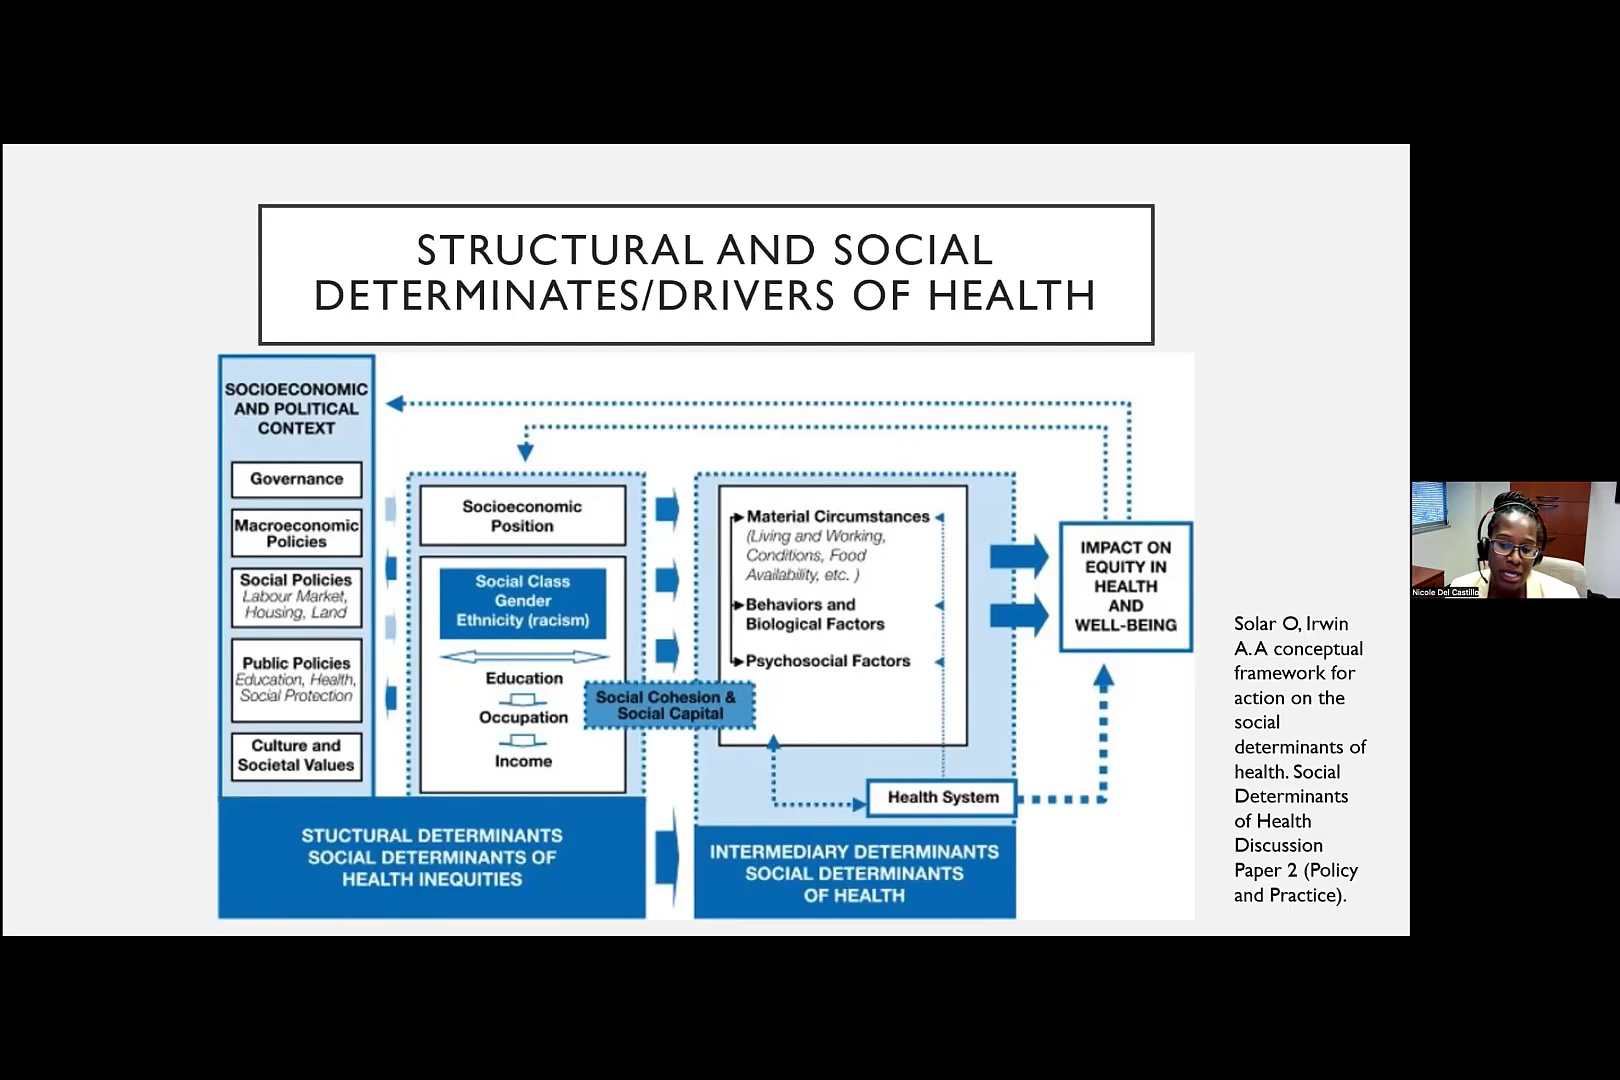 STRUCTURAL AND SOCIAL
DETERMINATES/DRIVERS OF HEALTH
SOCIOECONOMIC
AND POLITICAL
CONTEXT
Governance
Macroeconomic
Policies
Social Policies
Labour Market,
Housing, Land
Public Policies
Education, Health,
Social Protection
Culture and
Societal Values
Socioeconomic
Position
Social Class
Gender
Ethnicity (racism)
Education
Occupation
Income
Social Cohesion &
Social Capital
Material Circumstances
(Living and Working,
Conditions, Food
Availability, etc. )
Behaviors and
Biological Factors
Psychosocial Factors
Health System
IMPACT ON
EQUITY IN
HEALTH
AND
WELL-BEING
STUCTURAL DETERMINANTS
SOCIAL DETERMINANTS OF
HEALTH INEQUITIES
INTERMEDIARY DETERMINANTS
SOCIAL DETERMINANTS
OF HEALTH
Solar O, Irwin
A. A conceptual
framework for
action on the
social
determinants of
health. Social
Determinants
of Health
Discussion
Paper 2 (Policy
and Practice).
Nicole Del Castillo